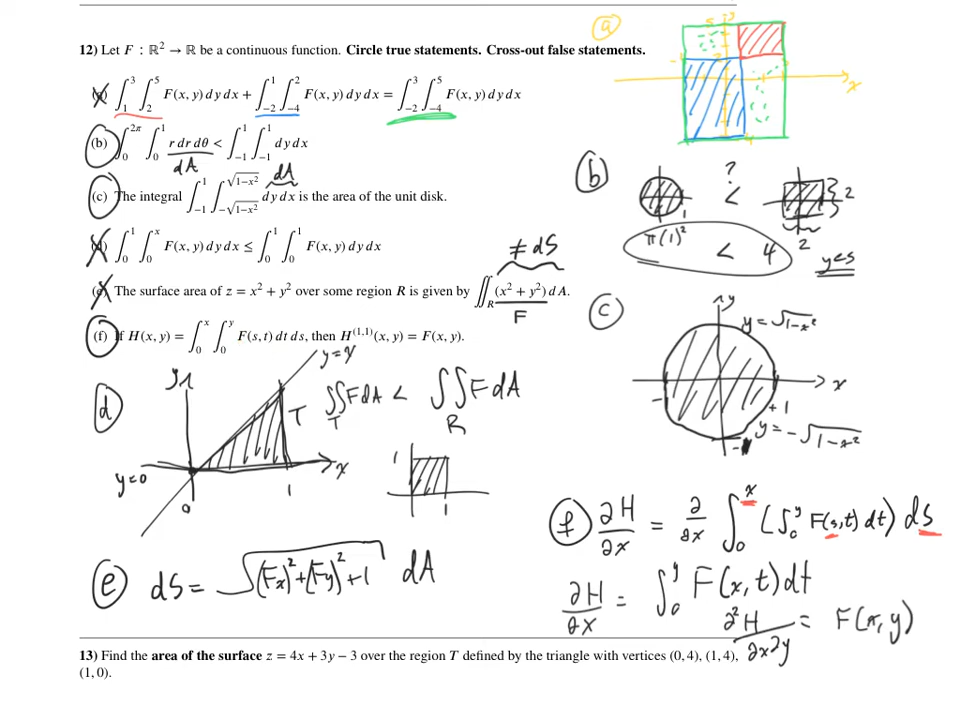 12) Let F : ℝ² → ℝ be a continuous function. Circle true statements. Cross-out false statements.
∫₁³ ∫₂⁵ F(x, y) dy dx + ∫₋₂¹ ∫₋₄² F(x, y) dy dx = ∫₋₂³ ∫₋₄⁵ F(x, y) dy dx
(b) ∫₀^{2π} ∫₀¹ r dr dθ < ∫₋₁¹ ∫₋₁¹ dy dx
dA
dA
(c) The integral ∫₋₁¹ ∫_{-√(1-x²)}^{√(1-x²)} dy dx is the area of the unit disk.
∫₀¹ ∫₀ˣ F(x, y) dy dx ≤ ∫₀¹ ∫₀¹ F(x, y) dy dx
≠ dS
The surface area of z = x² + y² over some region R is given by ∬_R (x² + y²) dA.
F
(f) If H(x, y) = ∫₀ˣ ∫₀ʸ F(s, t) dt ds, then H^(1,1)(x, y) = F(x, y).
ⓐ
x
ⓑ
?
<
1
2
2
π(1)² < 4 yes
ⓒ
y
y = √1-x²
x
+1
y = -√1-x²
ⓓ
y
y=x
T
y=0
0
1
x
∬_T F dA < ∬_R F dA
1
1
ⓔ dS = √(Fx)²+(Fy)²+1 dA
ⓕ ∂H/∂x = ∂/∂x ∫₀ˣ (∫₀ʸ F(s,t) dt) ds
∂H/∂x = ∫₀ʸ F(x, t) dt
∂²H/∂x∂y = F(x, y)
13) Find the area of the surface z = 4x + 3y − 3 over the region T defined by the triangle with vertices (0, 4), (1, 4),
(1, 0).